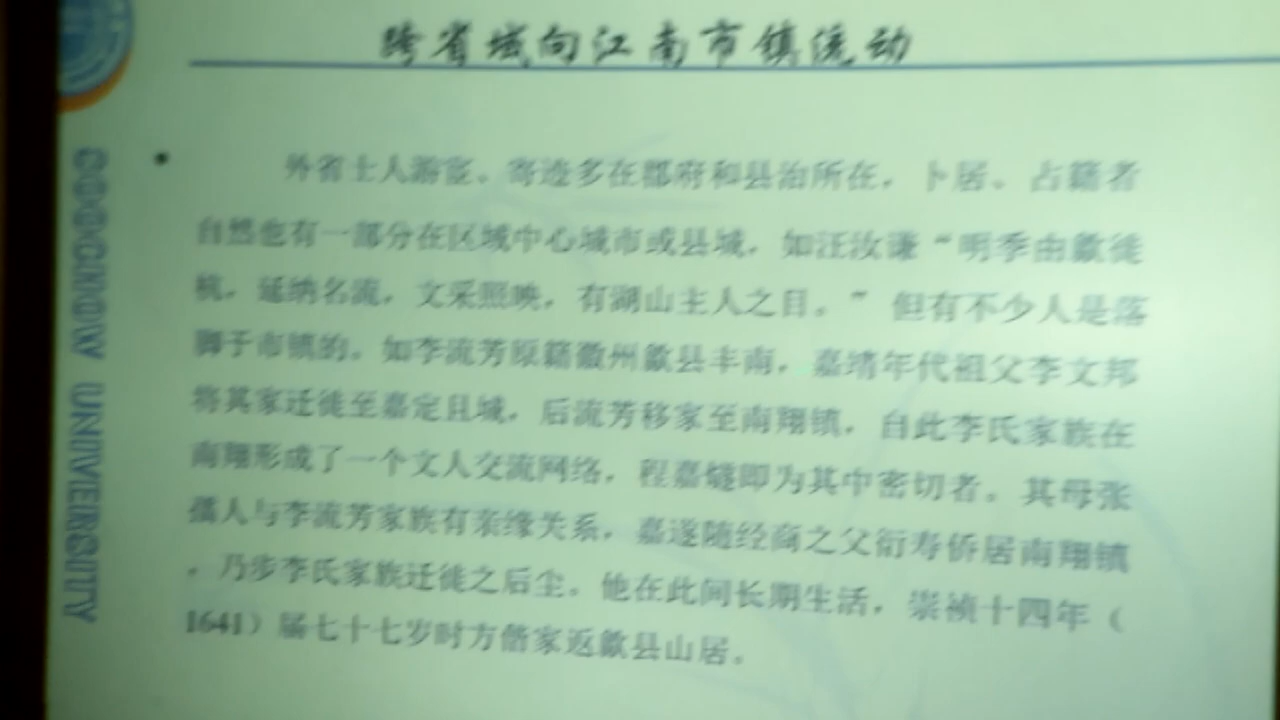 跨省域向江南市镇流动
• 外省士人游宦、寄迹多在郡府和县治所在，卜居、占籍者
自然也有一部分在区域中心城市或县城，如汪汝谦“明季由歙徙
杭，延纳名流，文采照映，有湖山主人之目。”但有不少人是落
脚于市镇的。如李流芳原籍徽州歙县丰南，嘉靖年代祖父李文邦
将其家迁徙至嘉定县城，后流芳移家至南翔镇，自此李氏家族在
南翔形成了一个文人交流网络，程嘉燧即为其中密切者。其母张
孺人与李流芳家族有亲缘关系，嘉遂随经商之父衍寿侨居南翔镇
，乃步李氏家族迁徙之后尘。他在此间长期生活，崇祯十四年（
1641）届七十七岁时方偕家返歙县山居。
SOOCHOW UNIVERSITY